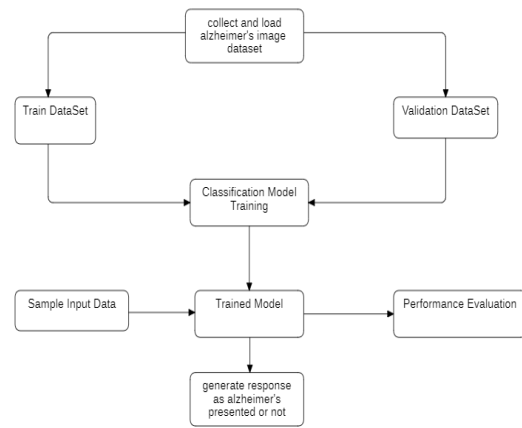 collect and load
alzheimer's image
dataset
Train DataSet
Validation DataSet
Classification Model
Training
Sample Input Data
Trained Model
Performance Evaluation
generate response
as alzheimer's
presented or not